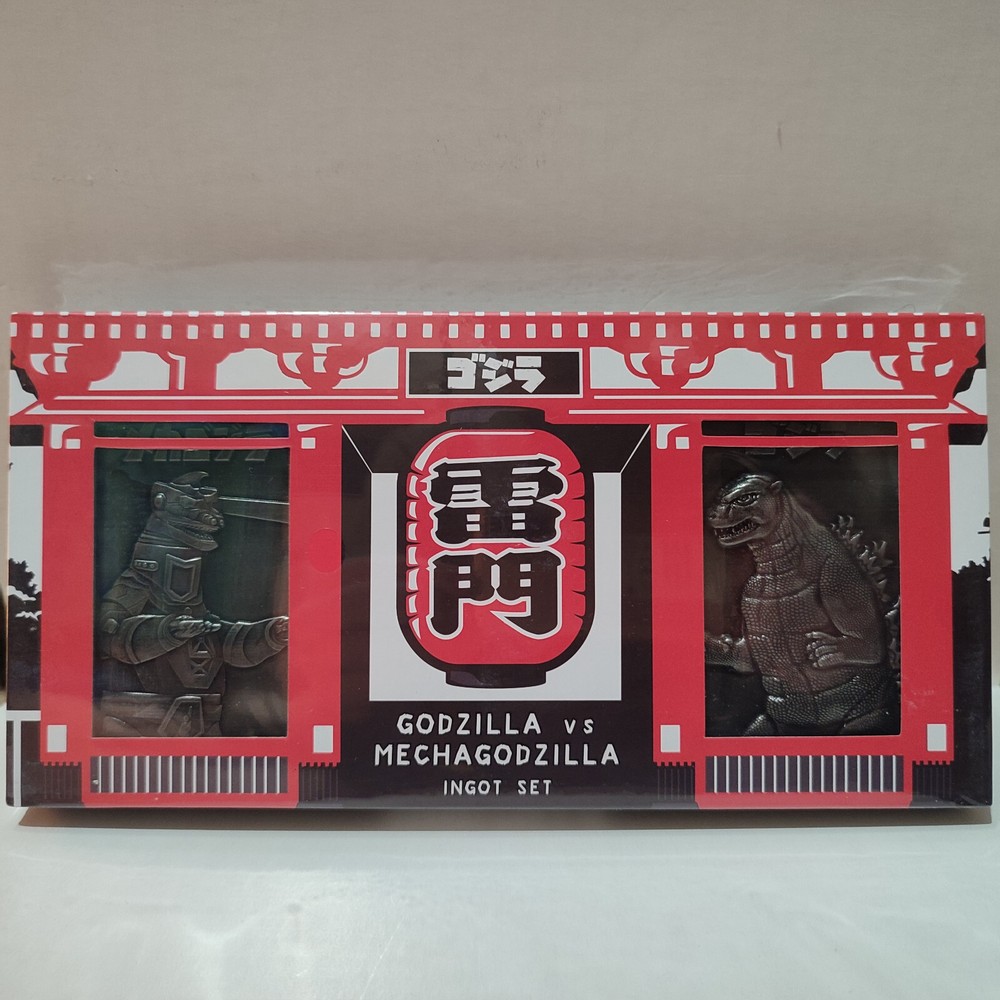 ゴジラ
雷門
GODZILLA VS
MECHAGODZILLA
INGOT SET